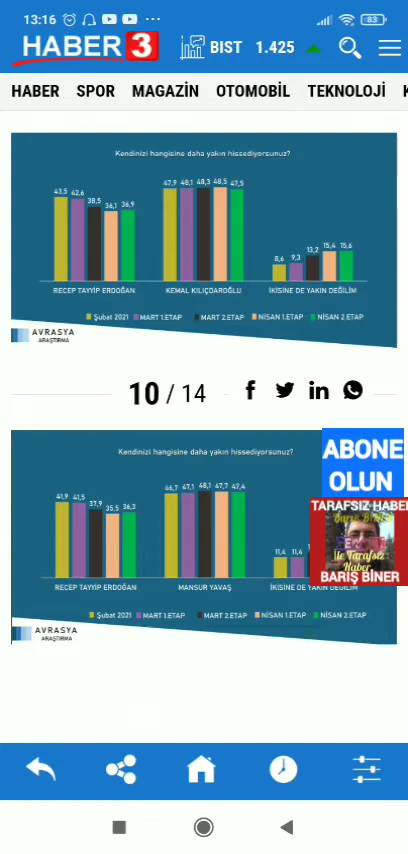 13:16
83
HABER 3
BIST 1.425
HABER SPOR MAGAZİN OTOMOBİL TEKNOLOJİ
Kendinizi hangisine daha yakın hissediyorsunuz?
43,5 42,6 38,5 36,1 36,9
47,9 48,1 48,3 48,5 47,5
8,6 9,3 13,2 15,4 15,6
RECEP TAYYİP ERDOĞAN KEMAL KILIÇDAROĞLU İKİSİNE DE YAKIN DEĞİLİM
Şubat 2021 MART 1.ETAP MART 2.ETAP NİSAN 1.ETAP NİSAN 2.ETAP
AVRASYA
ARAŞTIRMA
10 / 14
Kendinizi hangisine daha yakın hissediyorsunuz?
41,9 41,5 37,9 35,5 36,3
46,7 47,1 48,1 47,7 47,4
11,4 11,4
RECEP TAYYİP ERDOĞAN MANSUR YAVAŞ İKİSİNE DE YAKIN DEĞİLİM
Şubat 2021 MART 1.ETAP MART 2.ETAP NİSAN 1.ETAP NİSAN 2.ETAP
AVRASYA
ARAŞTIRMA
ABONE
OLUN
TARAFSIZ HABER
Barış Biner
İle Tarafsız
Haber.
BARIŞ BİNER